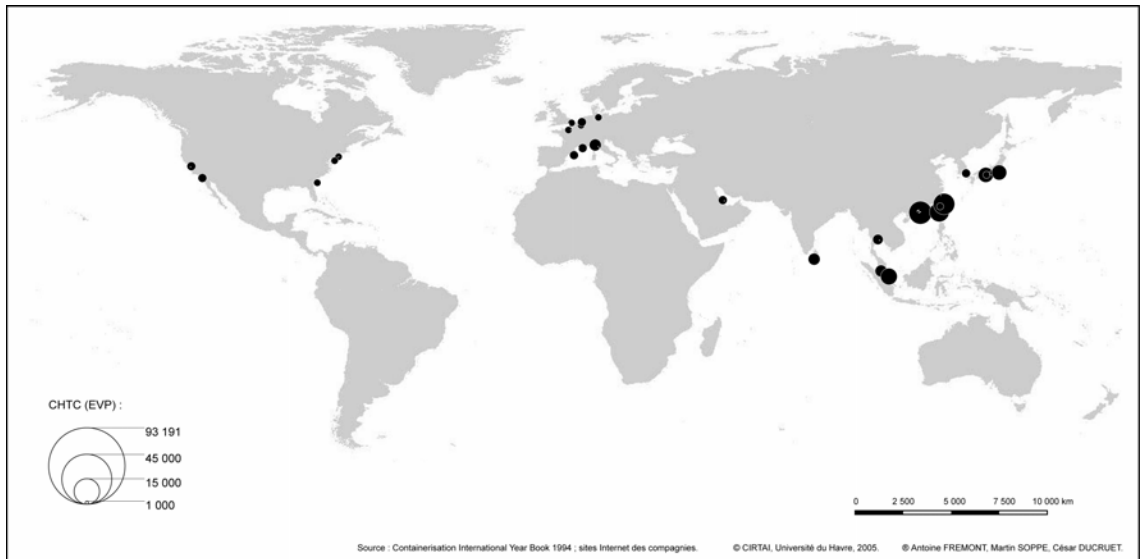 CHTC (EVP) :
93 191
45 000
15 000
1 000
0 2 500 5 000 7 500 10 000 km
Source : Containerisation International Year Book 1994 ; sites Internet des compagnies. © CIRTAI, Université du Havre, 2005. ® Antoine FREMONT, Martin SOPPE, César DUCRUET.